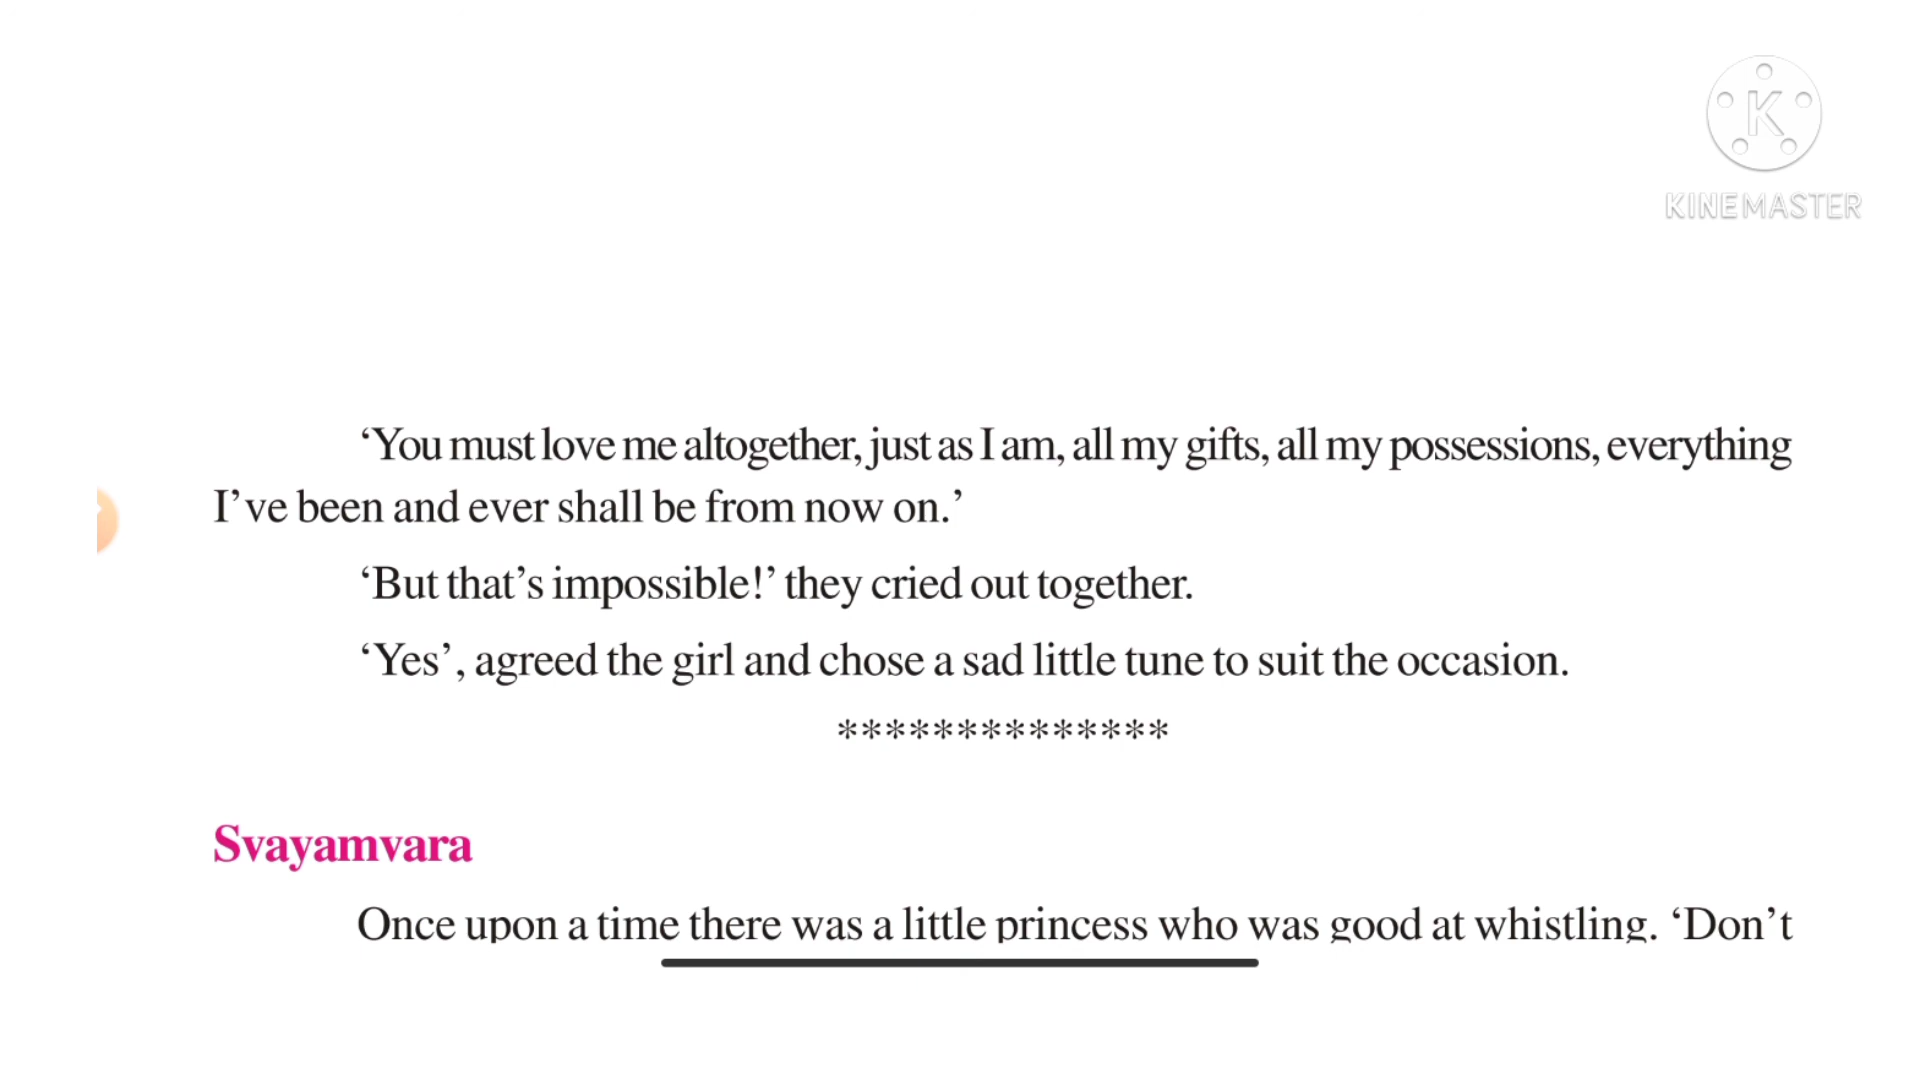 K
KINEMASTER
‘You must love me altogether, just as I am, all my gifts, all my possessions, everything
I’ve been and ever shall be from now on.’
‘But that’s impossible!’ they cried out together.
‘Yes’, agreed the girl and chose a sad little tune to suit the occasion.
**************
Svayamvara
Once upon a time there was a little princess who was good at whistling. ‘Don’t